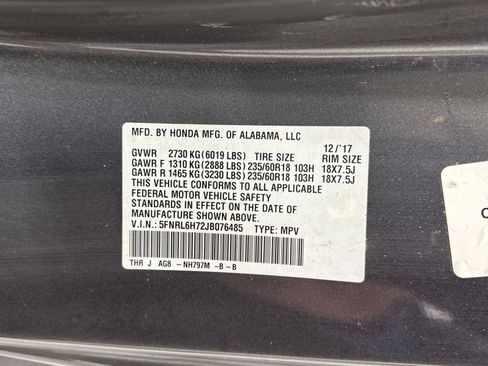 MFD. BY HONDA MFG. OF ALABAMA, LLC
12/'17
GVWR 2730 KG(6019 LBS) TIRE SIZE RIM SIZE
GAWR F 1310 KG(2888 LBS) 235/60R18 103H 18X7.5J
GAWR R 1465 KG(3230 LBS) 235/60R18 103H 18X7.5J
THIS VEHICLE CONFORMS TO ALL APPLICABLE
FEDERAL MOTOR VEHICLE SAFETY
STANDARDS IN EFFECT ON THE DATE OF
MANUFACTURE SHOWN ABOVE.
V.I.N.: 5FNRL6H72JB076485 TYPE: MPV
THR J AG8 -NH797M -B -B